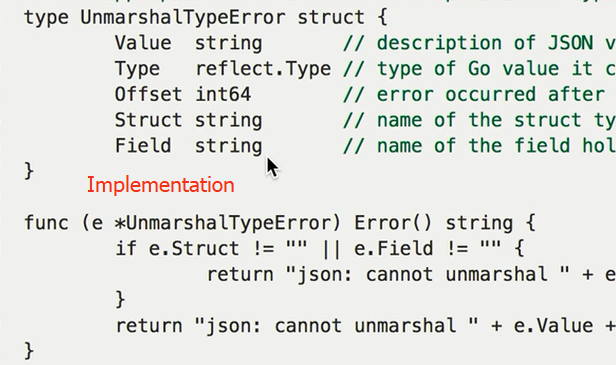 type UnmarshalTypeError struct {
        Value  string       // description of JSON v
        Type   reflect.Type // type of Go value it c
        Offset int64        // error occurred after
        Struct string       // name of the struct ty
        Field  string       // name of the field hol
}
Implementation
func (e *UnmarshalTypeError) Error() string {
        if e.Struct != "" || e.Field != "" {
                return "json: cannot unmarshal " + e
        }
        return "json: cannot unmarshal " + e.Value +
}